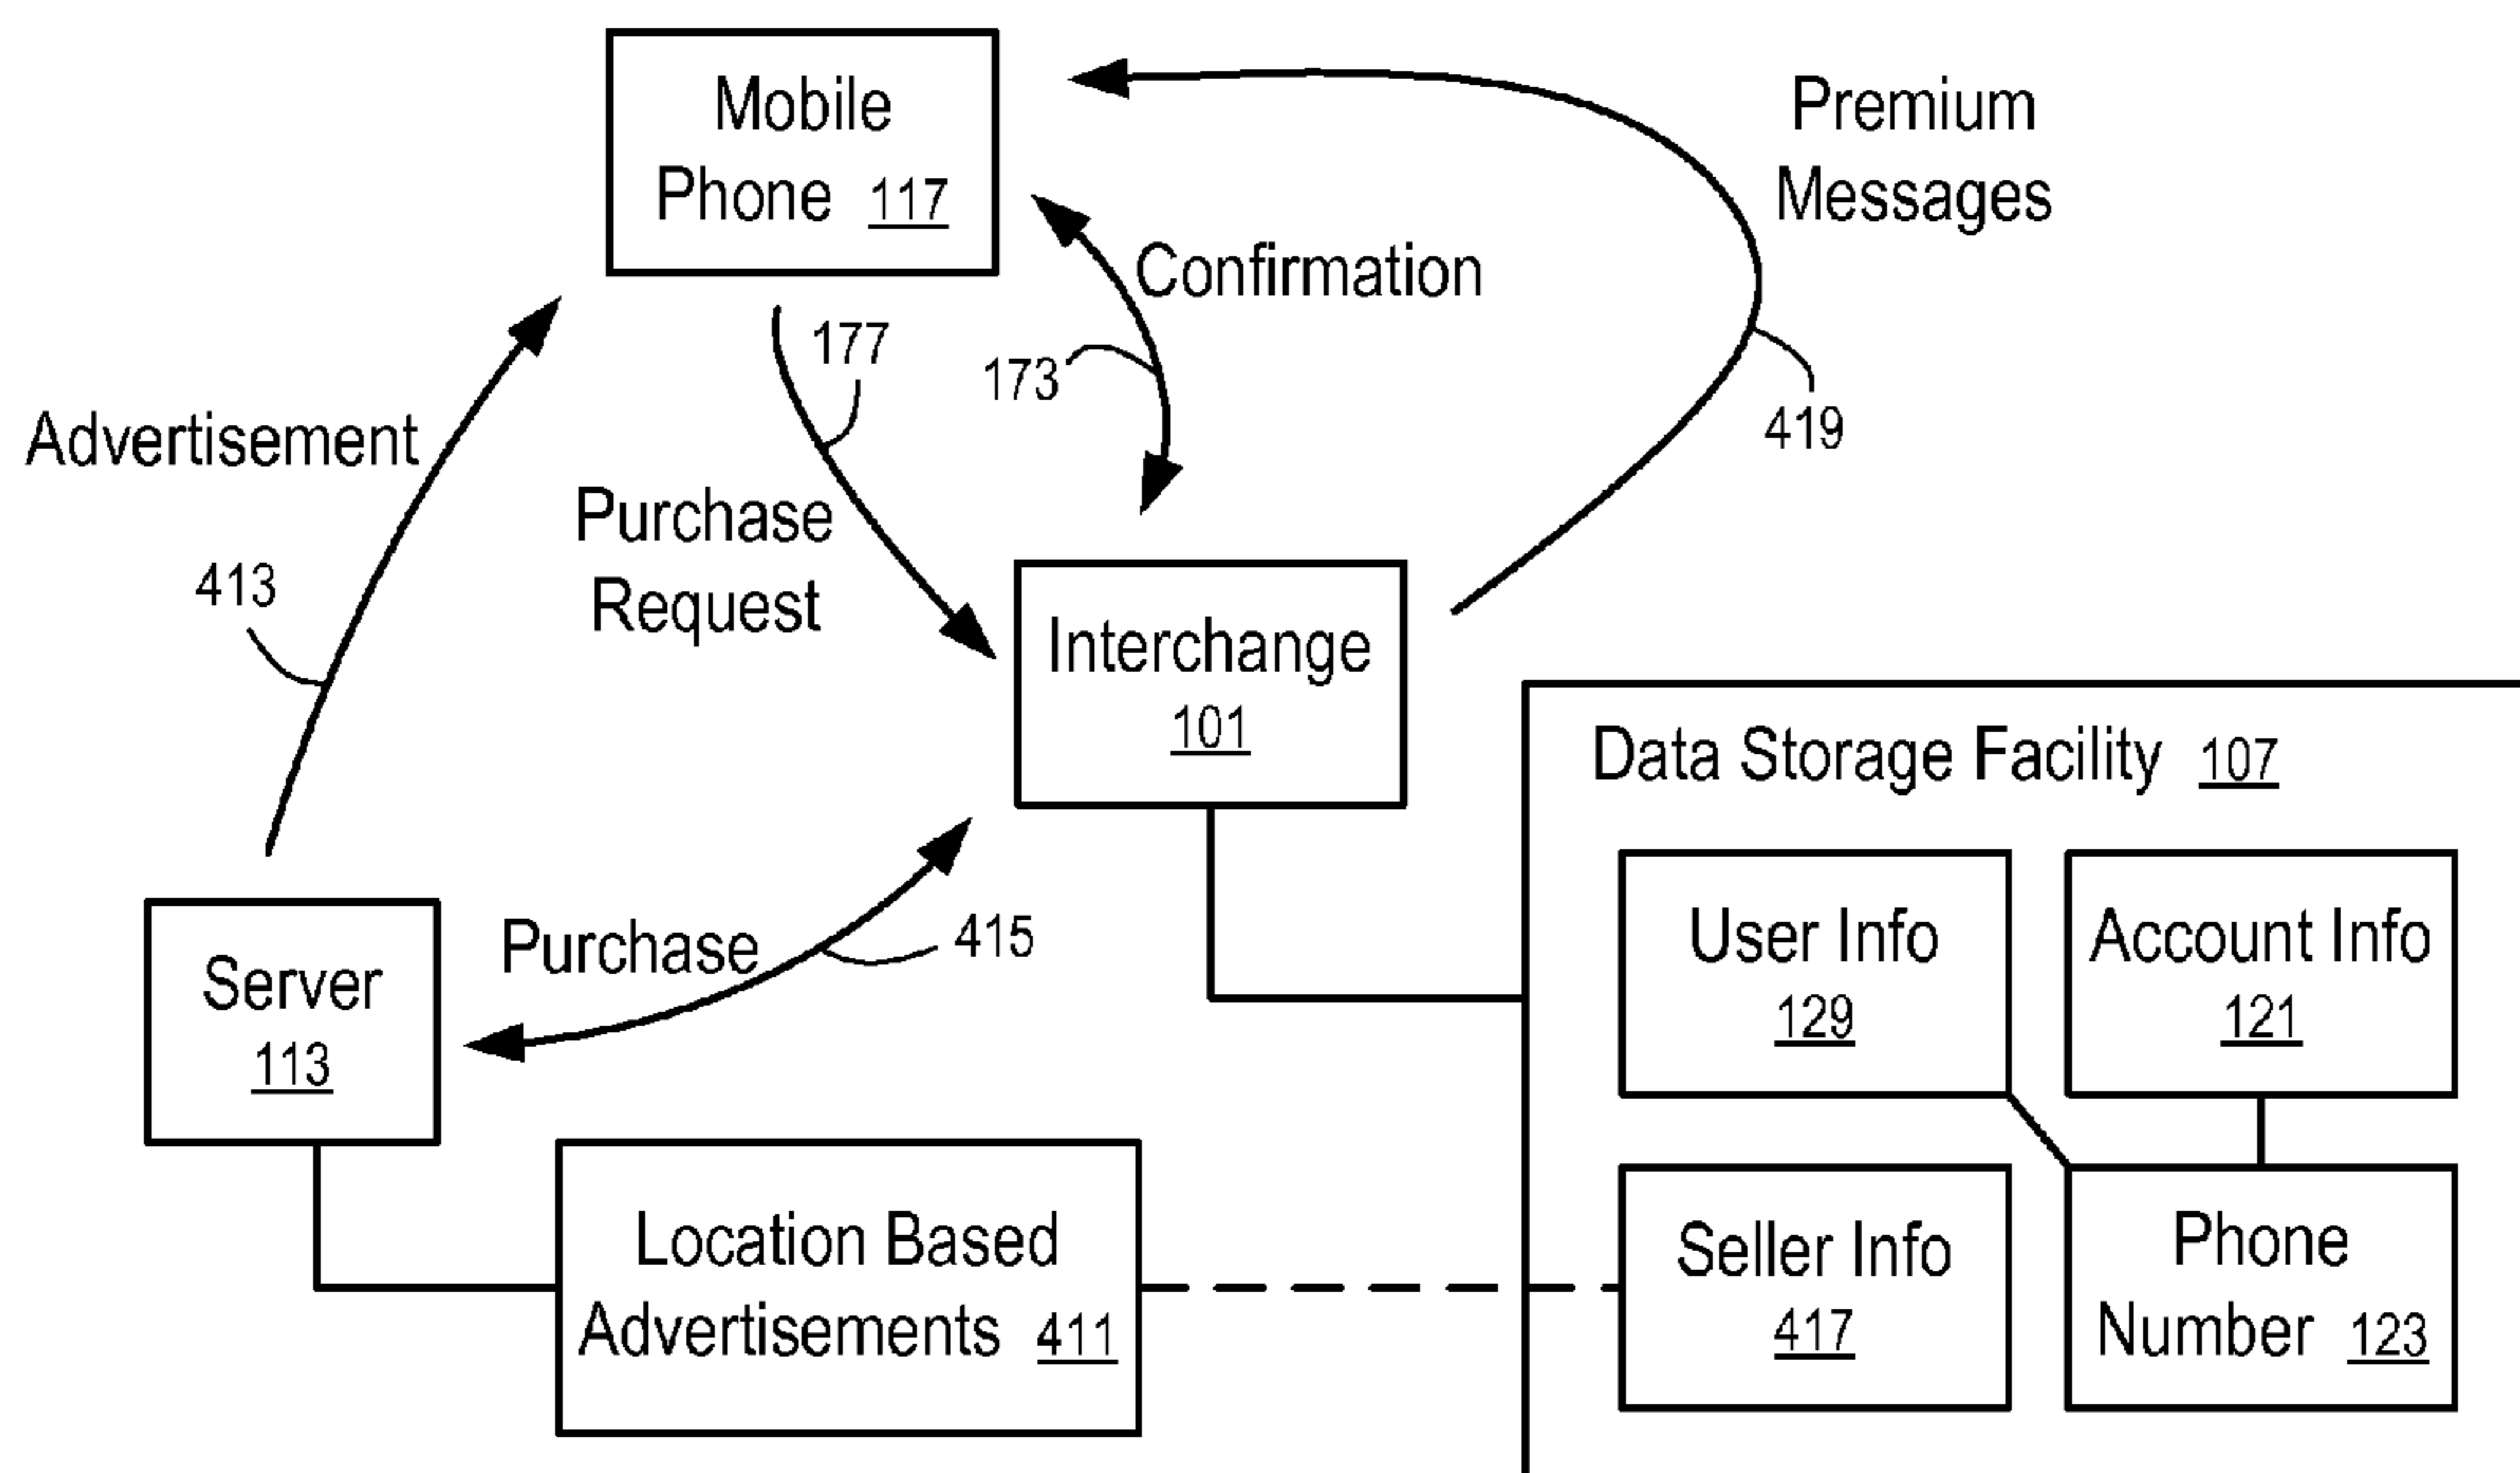 Mobile
Phone 117
Premium
Messages
Confirmation
177
173
419
Advertisement
Purchase
Request
413
Interchange
101
Data Storage Facility 107
User Info
129
Account Info
121
Purchase
415
Server
113
Location Based
Advertisements 411
Seller Info
417
Phone
Number 123